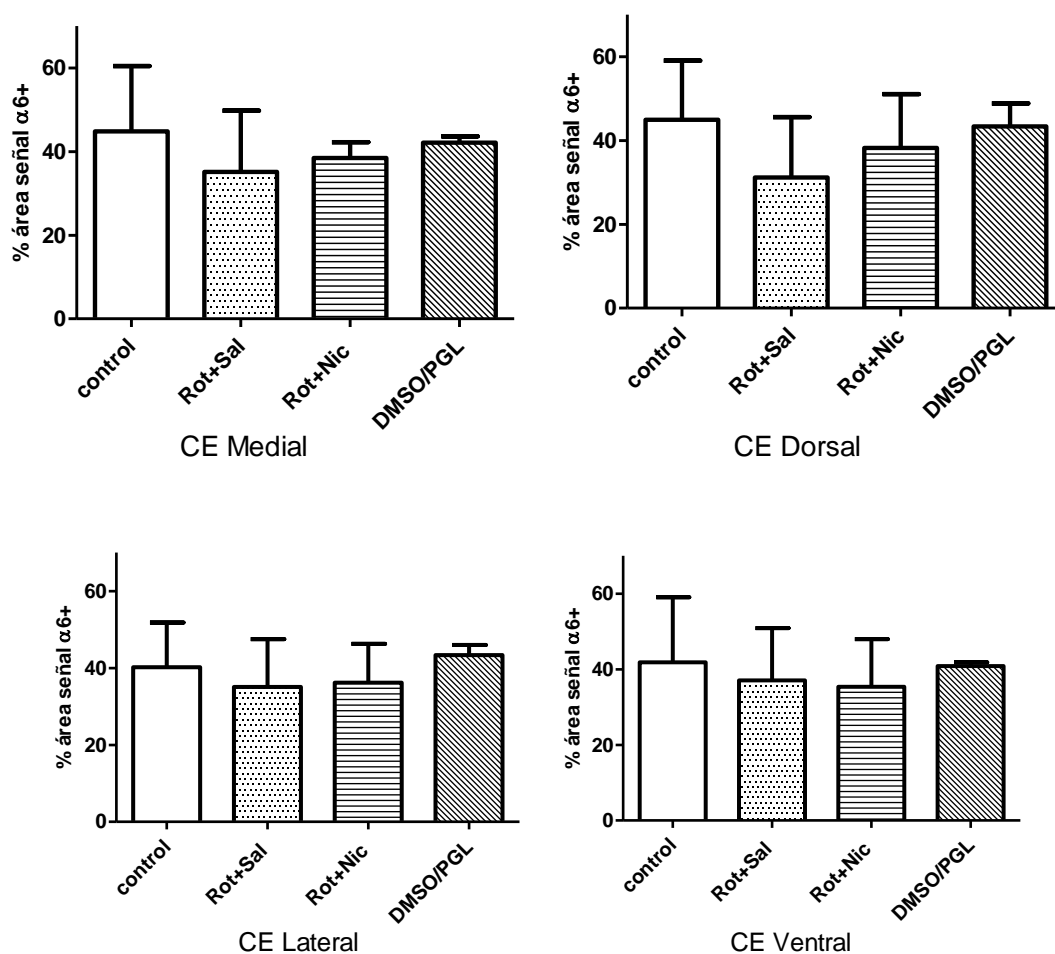 % área señal α6+
60
40
20
0
control
Rot+Sal
Rot+Nic
DMSO/PGL
CE Medial
% área señal α6+
60
40
20
0
control
Rot+Sal
Rot+Nic
DMSO/PGL
CE Dorsal
% área señal α6+
60
40
20
0
control
Rot+Sal
Rot+Nic
DMSO/PGL
CE Lateral
% área señal α6+
60
40
20
0
control
Rot+Sal
Rot+Nic
DMSO/PGL
CE Ventral